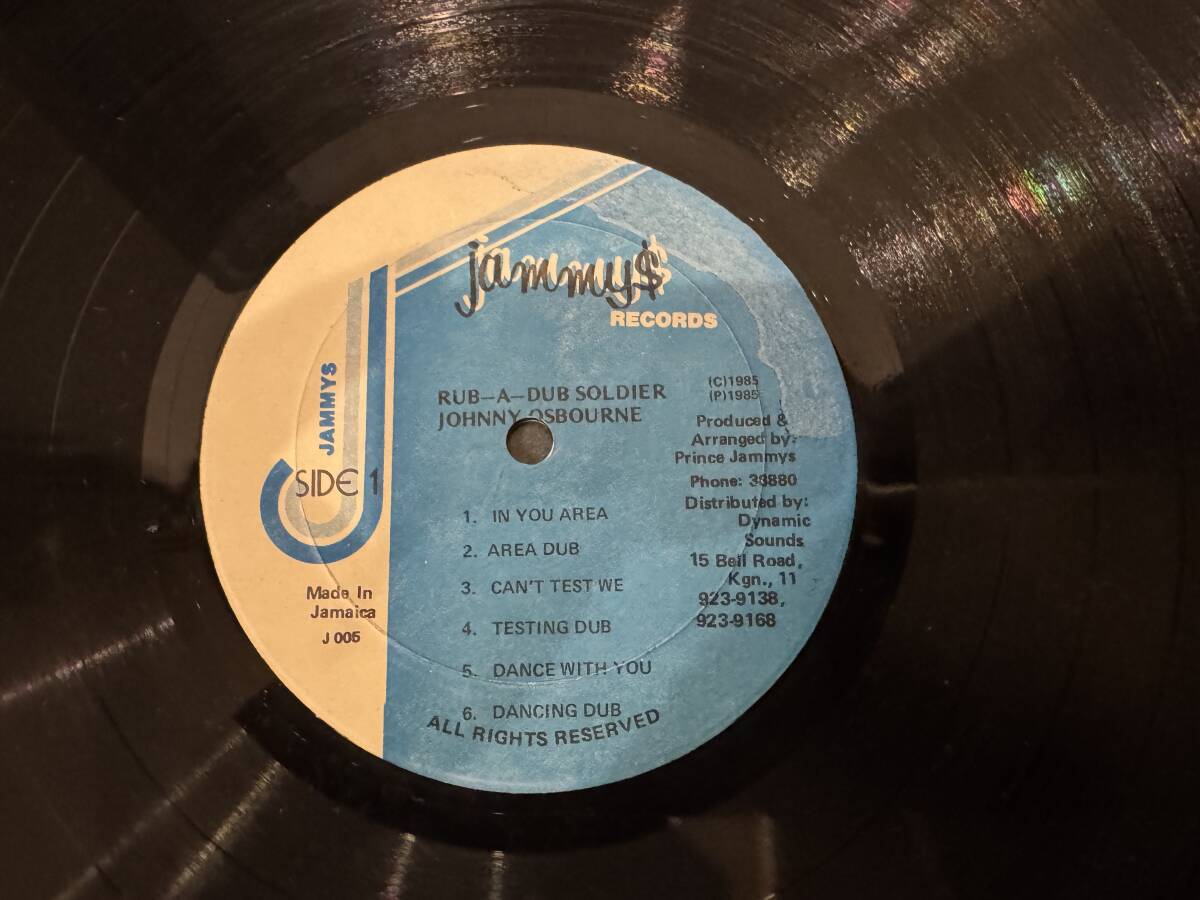 jammy$
RECORDS
JAMMYS
SIDE 1
Made In
Jamaica
J 005
RUB-A-DUB SOLDIER
JOHNNY OSBOURNE
(C)1985
(P)1985
Produced &
Arranged by:
Prince Jammys
Phone: 33880
Distributed by:
Dynamic
Sounds
15 Bell Road,
Kgn., 11
923-9138,
923-9168
1. IN YOU AREA
2. AREA DUB
3. CAN'T TEST WE
4. TESTING DUB
5. DANCE WITH YOU
6. DANCING DUB
ALL RIGHTS RESERVED